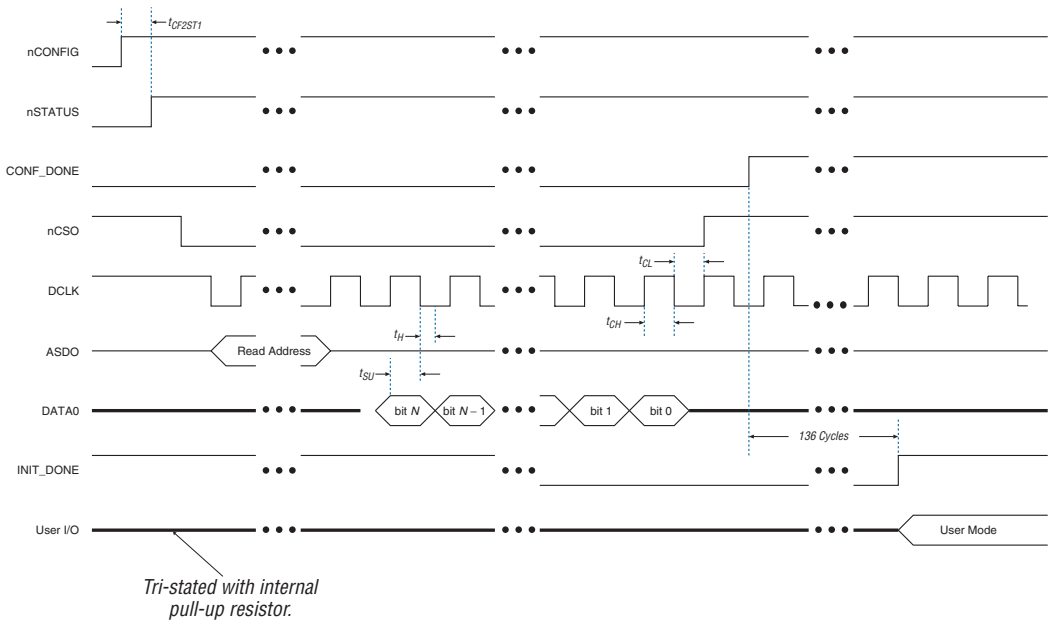 tCF2ST1
nCONFIG
nSTATUS
CONF_DONE
nCSO
tCL
DCLK
tCH
tH
ASDO
Read Address
tSU
DATA0
bit N
bit N – 1
bit 1
bit 0
136 Cycles
INIT_DONE
User I/O
User Mode
Tri-stated with internal
pull-up resistor.